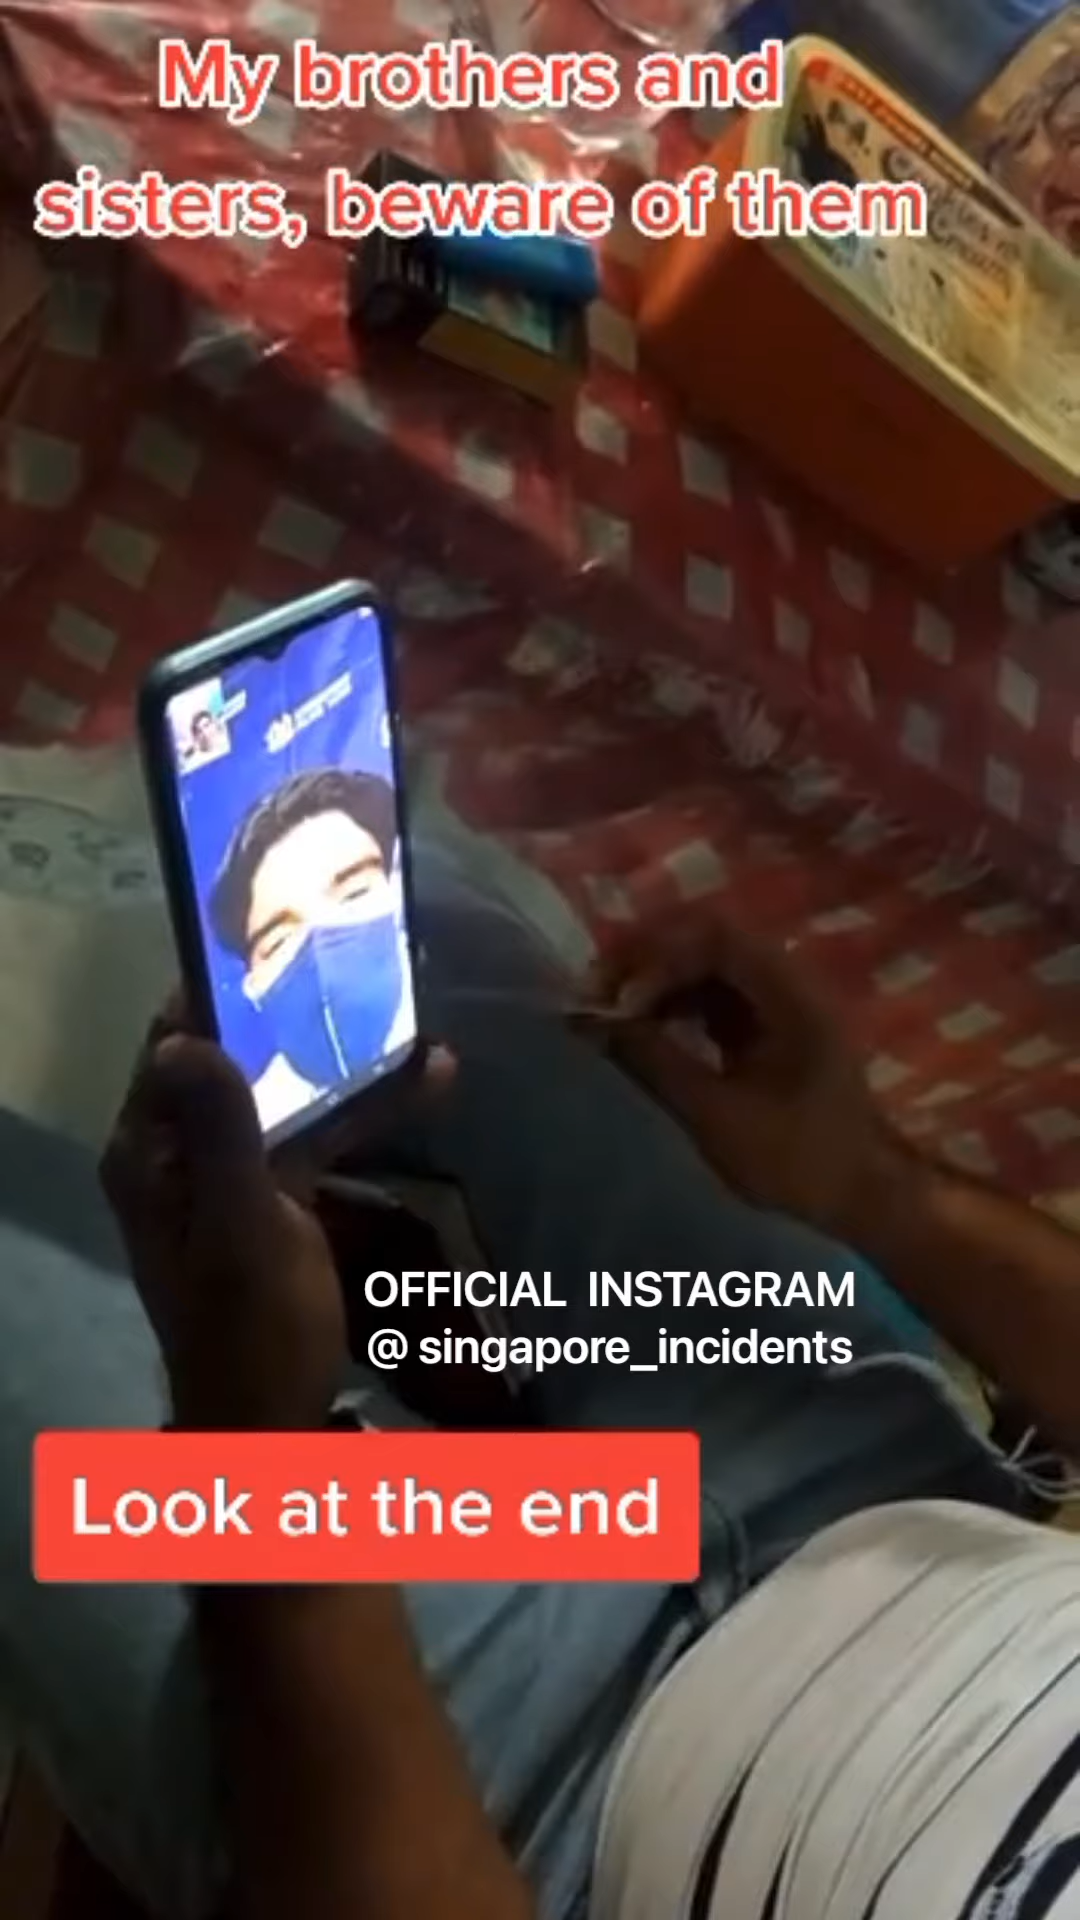 My brothers and
sisters, beware of them
OFFICIAL INSTAGRAM
@ singapore_incidents
Look at the end